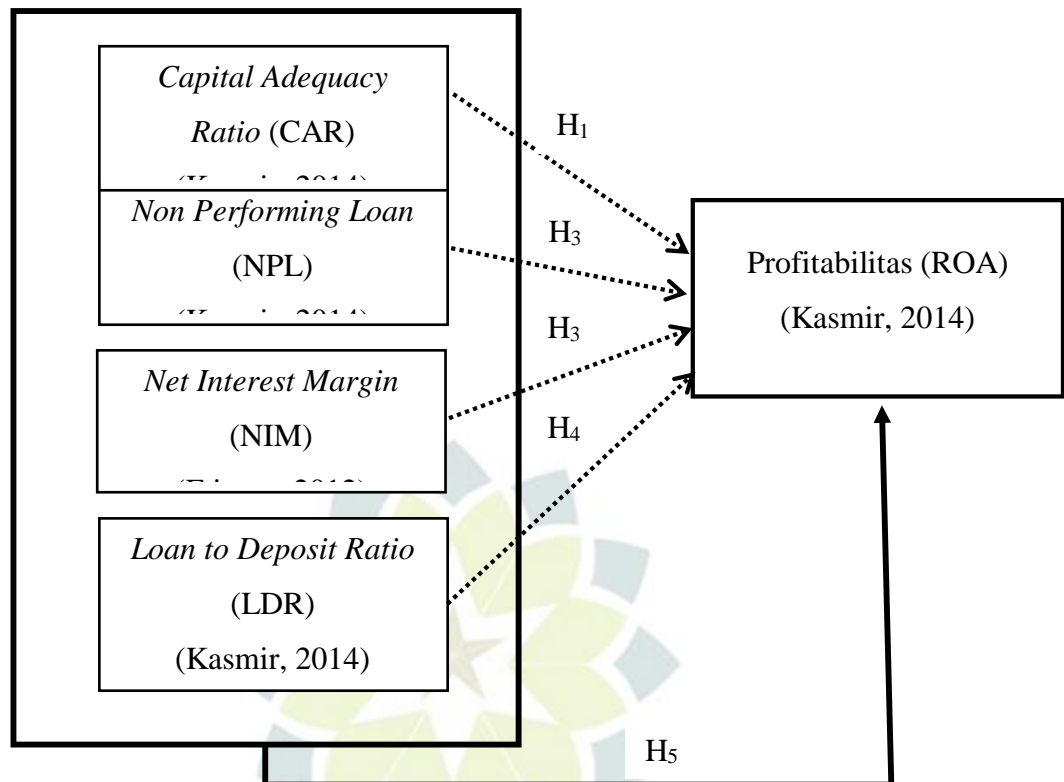 Capital Adequacy
Ratio (CAR)
Non Performing Loan
(NPL)
Net Interest Margin
(NIM)
Loan to Deposit Ratio
(LDR)
(Kasmir, 2014)
H1
H3
H3
H4
Profitabilitas (ROA)
(Kasmir, 2014)
H5